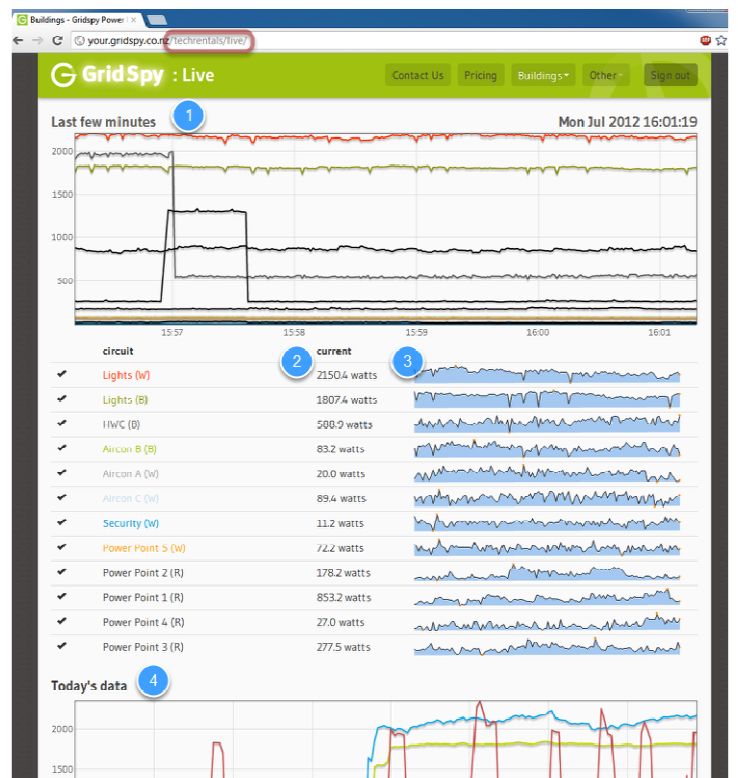 Buildings - Gridspy Power
your.gridspy.co.nz/techrentals/live/
GridSpy : Live
Contact Us Pricing Buildings Other Sign out
Last few minutes 1 Mon Jul 2012 16:01:19
2000
1500
1000
500
15:57 15:58 15:59 16:00 16:01
circuit 2 current 3
Lights (W) 2150.4 watts
Lights (B) 1807.4 watts
HWC (B) 508.9 watts
Aircon B (B) 83.2 watts
Aircon A (W) 20.0 watts
Aircon C (W) 89.4 watts
Security (W) 11.2 watts
Power Point 5 (W) 72.2 watts
Power Point 2 (R) 178.2 watts
Power Point 1 (R) 853.2 watts
Power Point 4 (R) 27.0 watts
Power Point 3 (R) 277.5 watts
Today's data 4
2000
1500